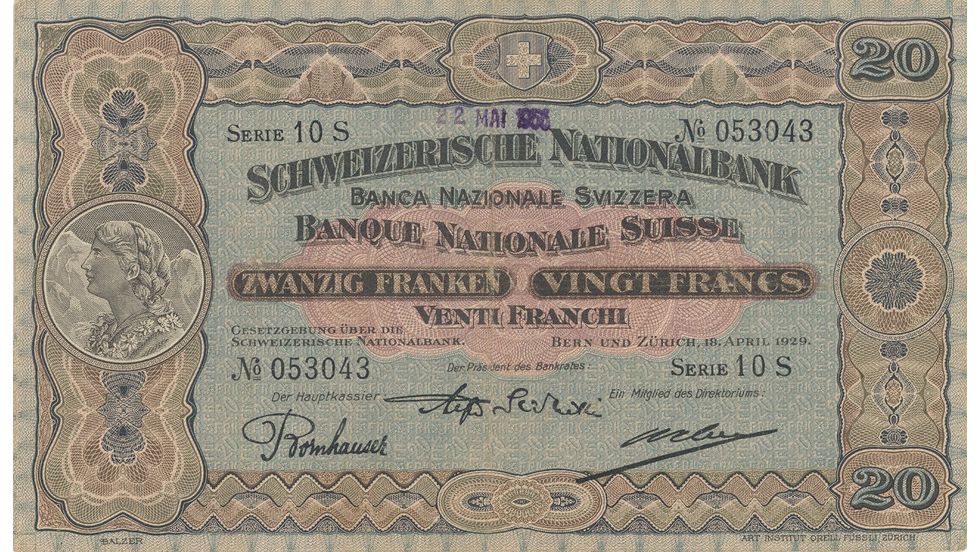 20
22 MAI
SERIE 10 S
No 053043
SCHWEIZERISCHE NATIONALBANK
BANCA NAZIONALE SVIZZERA
BANQUE NATIONALE SUISSE
ZWANZIG FRANKEN VINGT FRANCS
VENTI FRANCHI
GESETZGEBUNG ÜBER DIE
SCHWEIZERISCHE NATIONALBANK.
BERN UND ZÜRICH, 18. APRIL 1929.
No 053043
Der Präsident des Bankrates:
SERIE 10 S
Der Hauptkassier
Ein Mitglied des Direktoriums:
Bornhauser
20
BALZER
ART. INSTITUT ORELL FÜSSLI, ZÜRICH